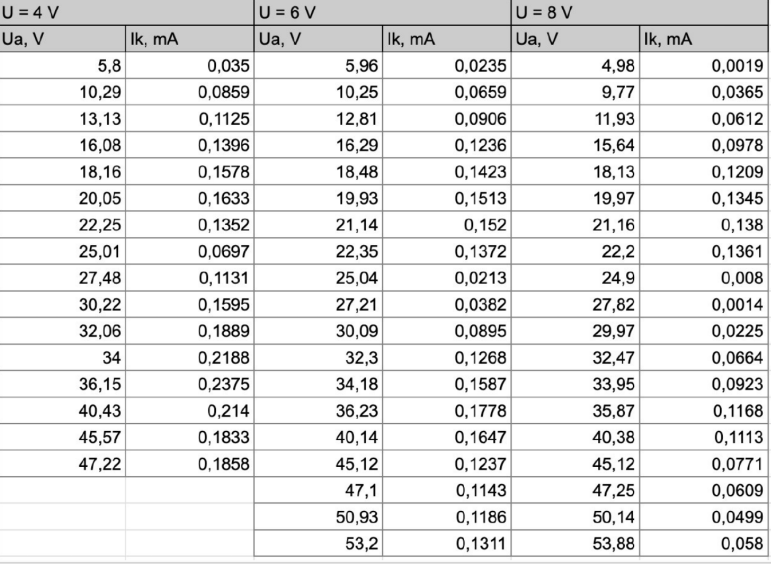 U = 4 V U = 6 V U = 8 V
Ua, V Ik, mA Ua, V Ik, mA Ua, V Ik, mA
5,8 0,035 5,96 0,0235 4,98 0,0019
10,29 0,0859 10,25 0,0659 9,77 0,0365
13,13 0,1125 12,81 0,0906 11,93 0,0612
16,08 0,1396 16,29 0,1236 15,64 0,0978
18,16 0,1578 18,48 0,1423 18,13 0,1209
20,05 0,1633 19,93 0,1513 19,97 0,1345
22,25 0,1352 21,14 0,152 21,16 0,138
25,01 0,0697 22,35 0,1372 22,2 0,1361
27,48 0,1131 25,04 0,0213 24,9 0,008
30,22 0,1595 27,21 0,0382 27,82 0,0014
32,06 0,1889 30,09 0,0895 29,97 0,0225
34 0,2188 32,3 0,1268 32,47 0,0664
36,15 0,2375 34,18 0,1587 33,95 0,0923
40,43 0,214 36,23 0,1778 35,87 0,1168
45,57 0,1833 40,14 0,1647 40,38 0,1113
47,22 0,1858 45,12 0,1237 45,12 0,0771
47,1 0,1143 47,25 0,0609
50,93 0,1186 50,14 0,0499
53,2 0,1311 53,88 0,058